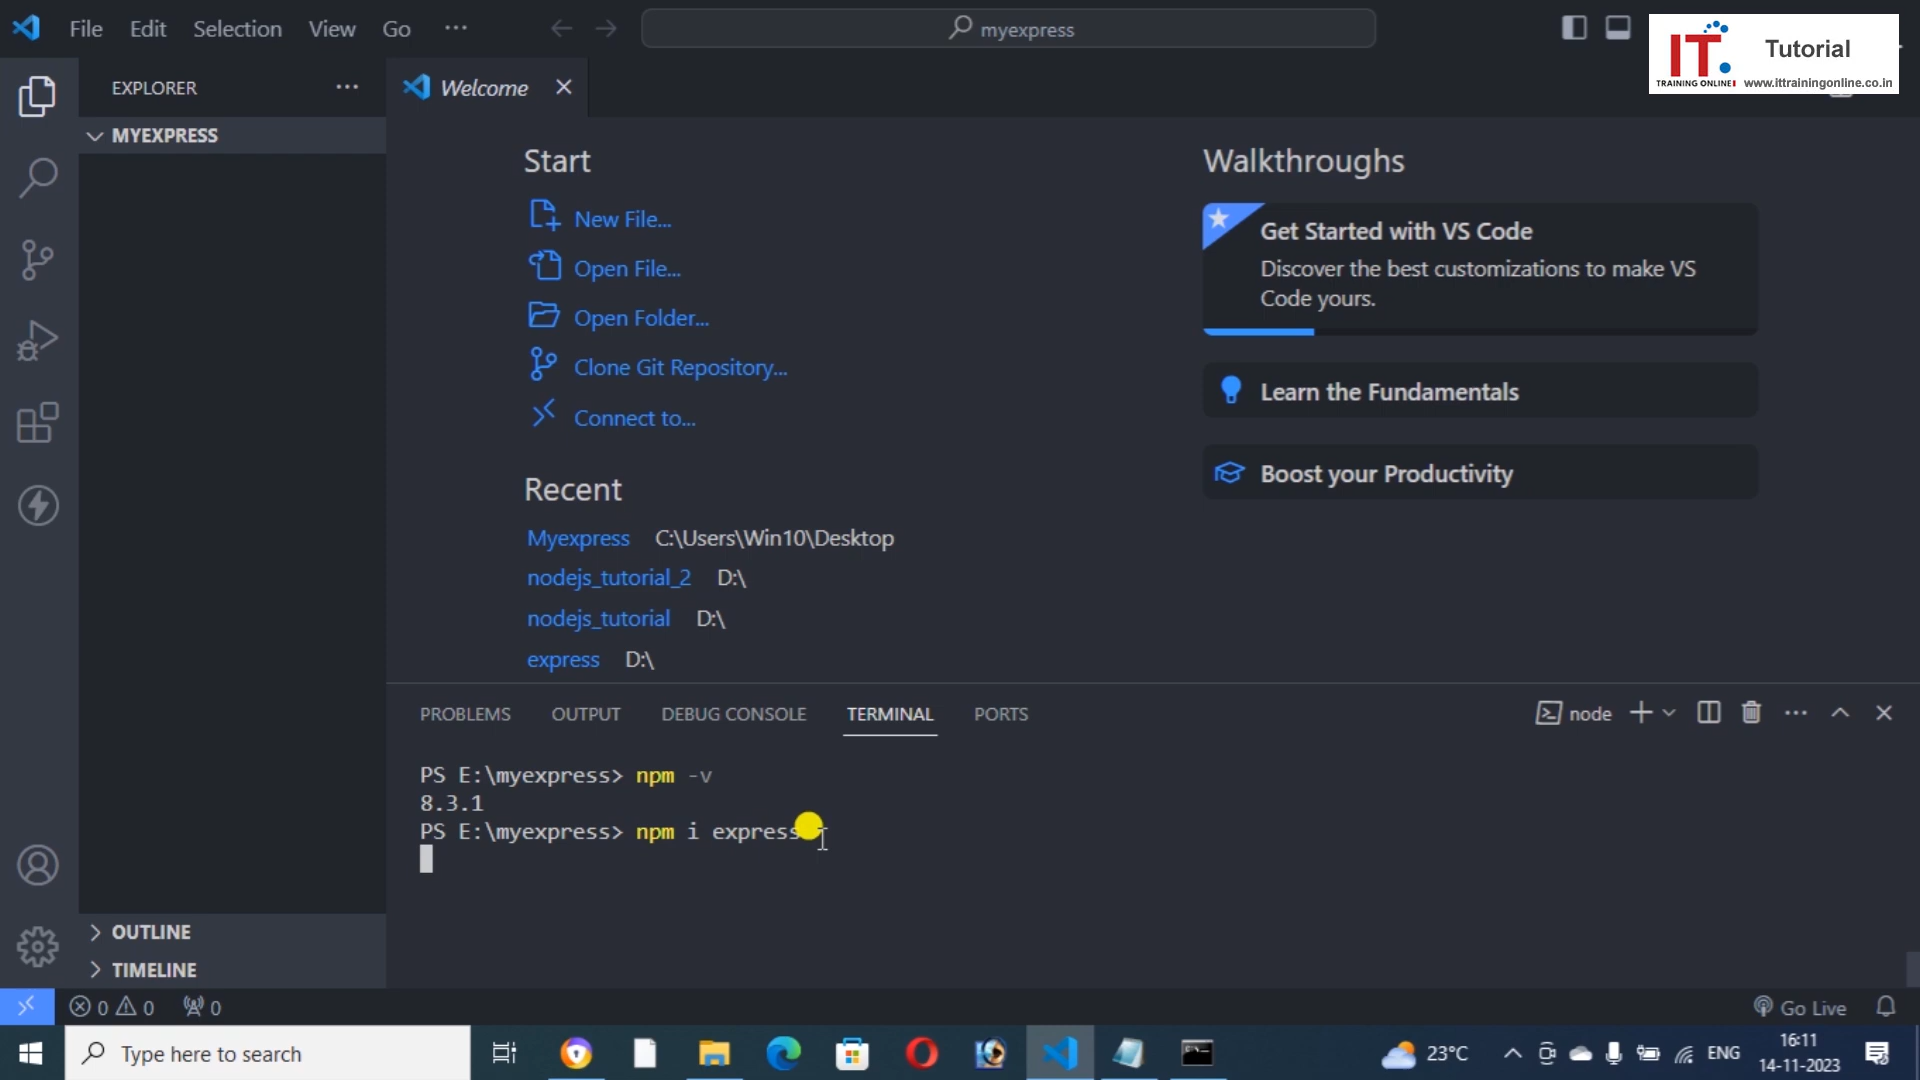 File Edit Selection View Go ···
myexpress
IT.
TRAINING ONLINE!
Tutorial
www.ittrainingonline.co.in
EXPLORER ···
MYEXPRESS
Welcome
Start
New File...
Open File...
Open Folder...
Clone Git Repository...
Connect to...
Recent
Myexpress C:\Users\Win10\Desktop
nodejs_tutorial_2 D:\
nodejs_tutorial D:\
express D:\
Walkthroughs
Get Started with VS Code
Discover the best customizations to make VS
Code yours.
Learn the Fundamentals
Boost your Productivity
PROBLEMS OUTPUT DEBUG CONSOLE TERMINAL PORTS
node
PS E:\myexpress> npm -v
8.3.1
PS E:\myexpress> npm i express
OUTLINE
TIMELINE
0 0 0
Go Live
Type here to search
23°C
ENG
16:11
14-11-2023